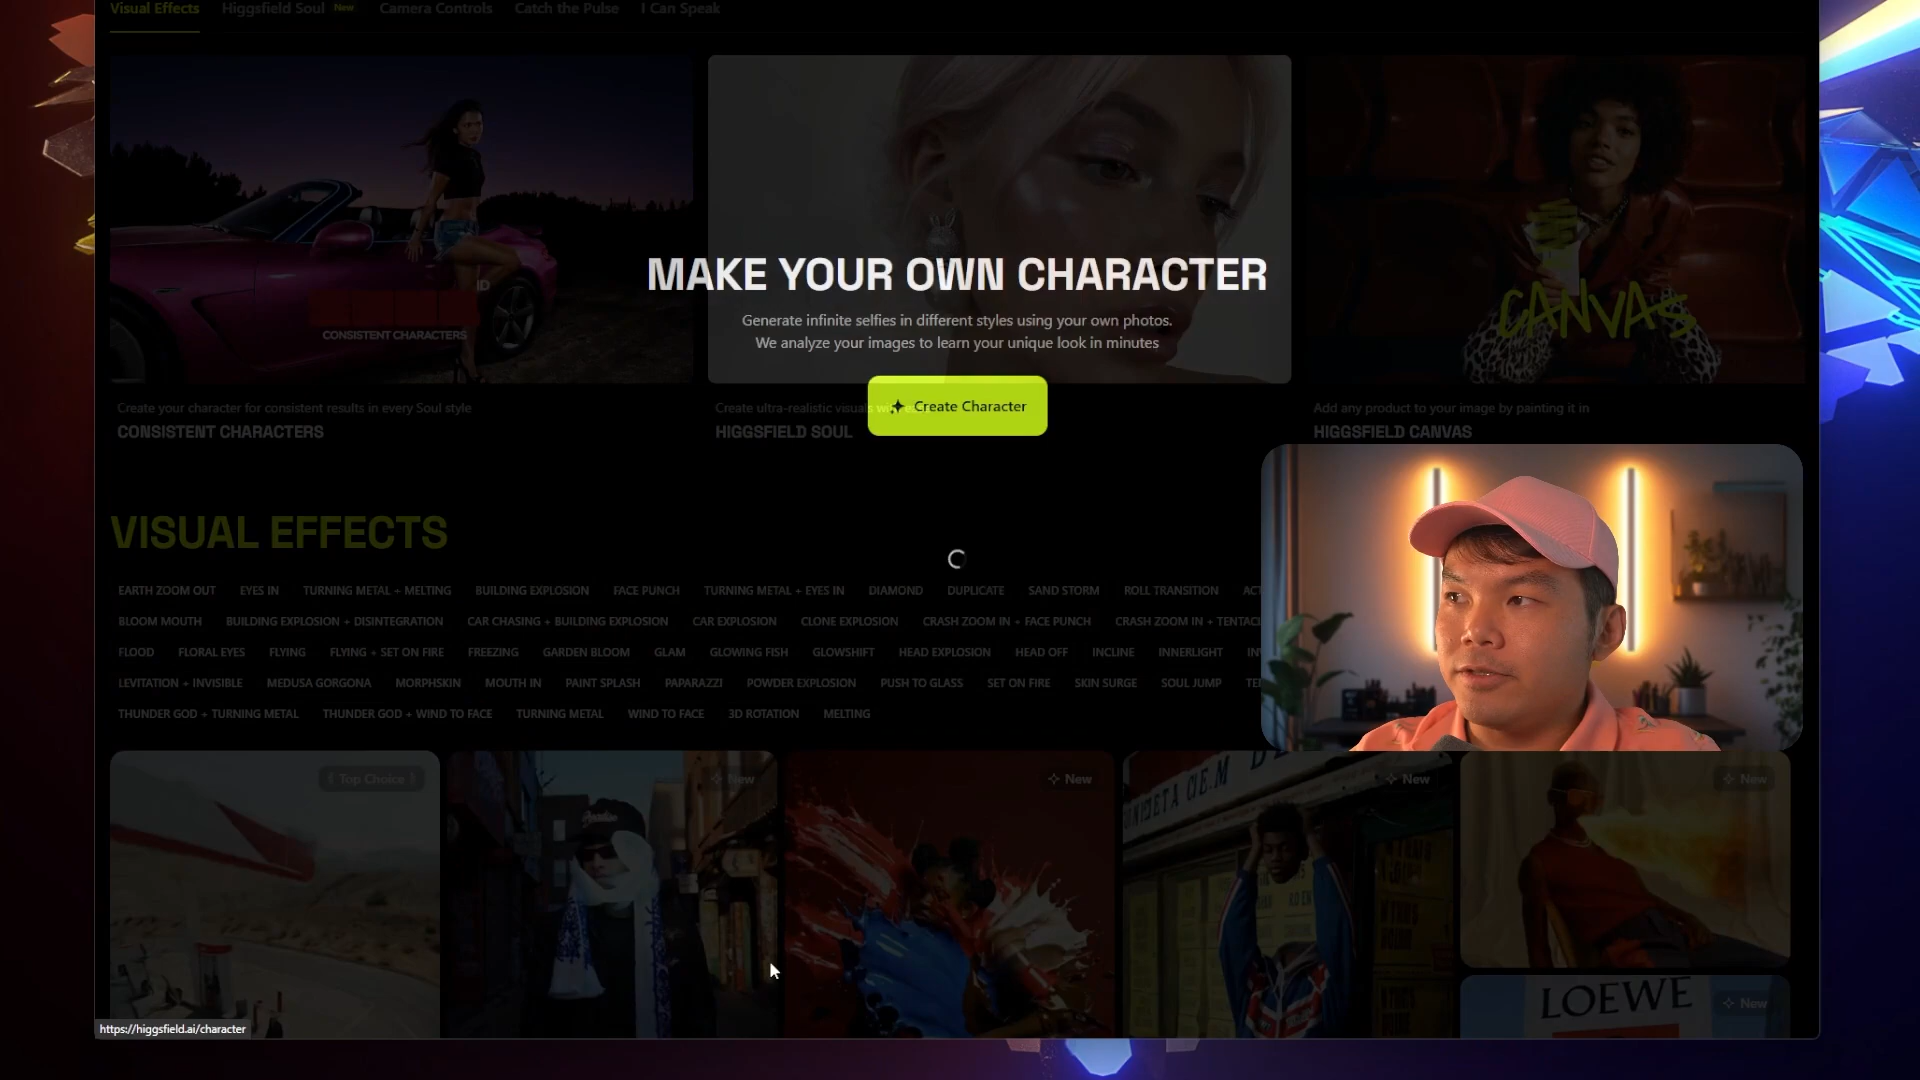 Visual Effects
Higgsfield Soul New
Camera Controls
Catch the Pulse
I Can Speak
MAKE YOUR OWN CHARACTER
Generate infinite selfies in different styles using your own photos.
We analyze your images to learn your unique look in minutes
Create Character
ID
CONSISTENT CHARACTERS
CANVAS
Create your character for consistent results in every Soul style
CONSISTENT CHARACTERS
Create ultra-realistic visuals
HIGGSFIELD SOUL
Add any product to your image by painting it in
HIGGSFIELD CANVAS
VISUAL EFFECTS
EARTH ZOOM OUT EYES IN TURNING METAL + MELTING BUILDING EXPLOSION FACE PUNCH TURNING METAL + EYES IN DIAMOND DUPLICATE SAND STORM ROLL TRANSITION
BLOOM MOUTH BUILDING EXPLOSION + DISINTEGRATION CAR CHASING + BUILDING EXPLOSION CAR EXPLOSION CLONE EXPLOSION CRASH ZOOM IN + FACE PUNCH CRASH ZOOM IN +
FLOOD FLORAL EYES FLYING FLYING + SET ON FIRE FREEZING GARDEN BLOOM GLAM GLOWING FISH GLOWSHIFT HEAD EXPLOSION HEAD OFF INCLINE INNERLIGHT
LEVITATION + INVISIBLE MEDUSA GORGONA MORPHSKIN MOUTH IN PAINT SPLASH PAPARAZZI POWDER EXPLOSION PUSH TO GLASS SET ON FIRE SKIN SURGE SOUL JUMP
THUNDER GOD + TURNING METAL THUNDER GOD + WIND TO FACE TURNING METAL WIND TO FACE 3D ROTATION MELTING
Top Choice
New
New
New
New
LOEWE
New
https://higgsfield.ai/character